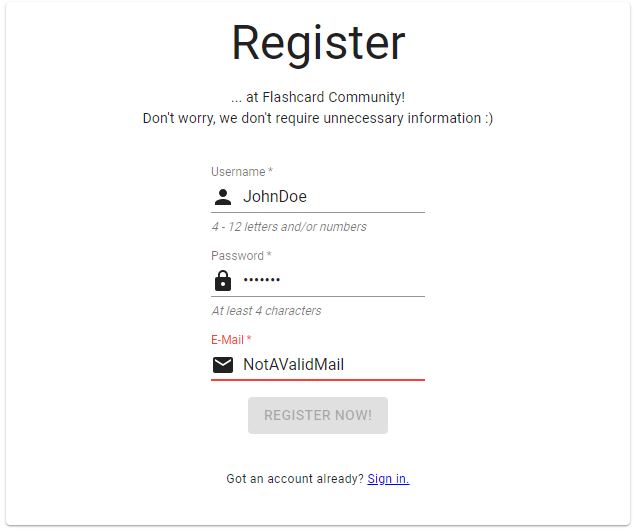 Register
... at Flashcard Community!
Don't worry, we don't require unnecessary information :)
Username *
JohnDoe
4 - 12 letters and/or numbers
Password *
•••••••
At least 4 characters
E-Mail *
NotAValidMail
REGISTER NOW!
Got an account already? Sign in.